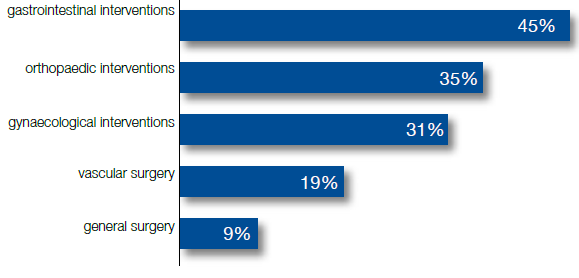 gastrointestinal interventions 45%
orthopaedic interventions 35%
gynaecological interventions 31%
vascular surgery 19%
general surgery 9%